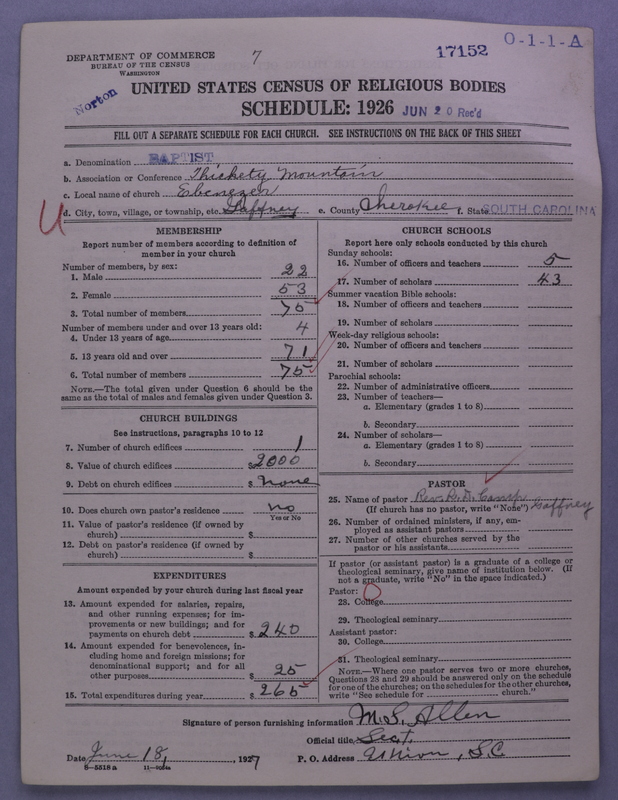 DEPARTMENT OF COMMERCE
BUREAU OF THE CENSUS
WASHINGTON
7
17152
O-1-1-A
Norton
UNITED STATES CENSUS OF RELIGIOUS BODIES
SCHEDULE: 1926
JUN 20 Rec'd
FILL OUT A SEPARATE SCHEDULE FOR EACH CHURCH. SEE INSTRUCTIONS ON THE BACK OF THIS SHEET
a. Denomination BAPTIST
b. Association or Conference Thickety Mountain
c. Local name of church Ebenezer
U
d. City, town, village, or township, etc. Gaffney e. County Cherokee f. State SOUTH CAROLINA
MEMBERSHIP
Report number of members according to definition of
member in your church
Number of members, by sex:
1. Male 22
2. Female 53
3. Total number of members 75
Number of members under and over 13 years old:
4. Under 13 years of age 4
5. 13 years old and over 71
6. Total number of members 75
NOTE.—The total given under Question 6 should be
same as the total of males and females given under Question 3.
CHURCH BUILDINGS
See instructions, paragraphs 10 to 12
7. Number of church edifices 1
8. Value of church edifices $2000
9. Debt on church edifices $ none
10. Does church own pastor's residence no
Yes or No
11. Value of pastor's residence (if owned by
church) $
12. Debt on pastor's residence (if owned by
church) $
EXPENDITURES
Amount expended by your church during last fiscal year
13. Amount expended for salaries, repairs,
and other running expenses; for im-
provements or new buildings; and for
payments on church debt $ 240
14. Amount expended for benevolences, in-
cluding home and foreign missions; for
denominational support; and for all
other purposes $ 25
15. Total expenditures during year $ 265
CHURCH SCHOOLS
Report here only schools conducted by this church
Sunday schools:
16. Number of officers and teachers 5
17. Number of scholars 43
Summer vacation Bible schools:
18. Number of officers and teachers
19. Number of scholars
Week-day religious schools:
20. Number of officers and teachers
21. Number of scholars
Parochial schools:
22. Number of administrative officers
23. Number of teachers—
a. Elementary (grades 1 to 8)
b. Secondary
24. Number of scholars—
a. Elementary (grades 1 to 8)
b. Secondary
PASTOR
25. Name of pastor Rev. R. D. Camp
(If church has no pastor, write "None") Gaffney
26. Number of ordained ministers, if any, em-
ployed as assistant pastors
27. Number of other churches served by the
pastor or his assistants
If pastor (or assistant pastor) is a graduate of a college or
theological seminary, give name of institution below. (If
not a graduate, write "No" in the space indicated.)
Pastor: O
28. College
29. Theological seminary
Assistant pastor:
30. College
31. Theological seminary
NOTE.—Where one pastor serves two or more churches,
Questions 28 and 29 should be answered only on the schedule
for one of the churches; on the schedules for the other churches,
write "See schedule for church."
Signature of person furnishing information M. S. Allen
Official title Sect.
Date June 18, 1927 P. O. Address Union, S.C
8-5518 a